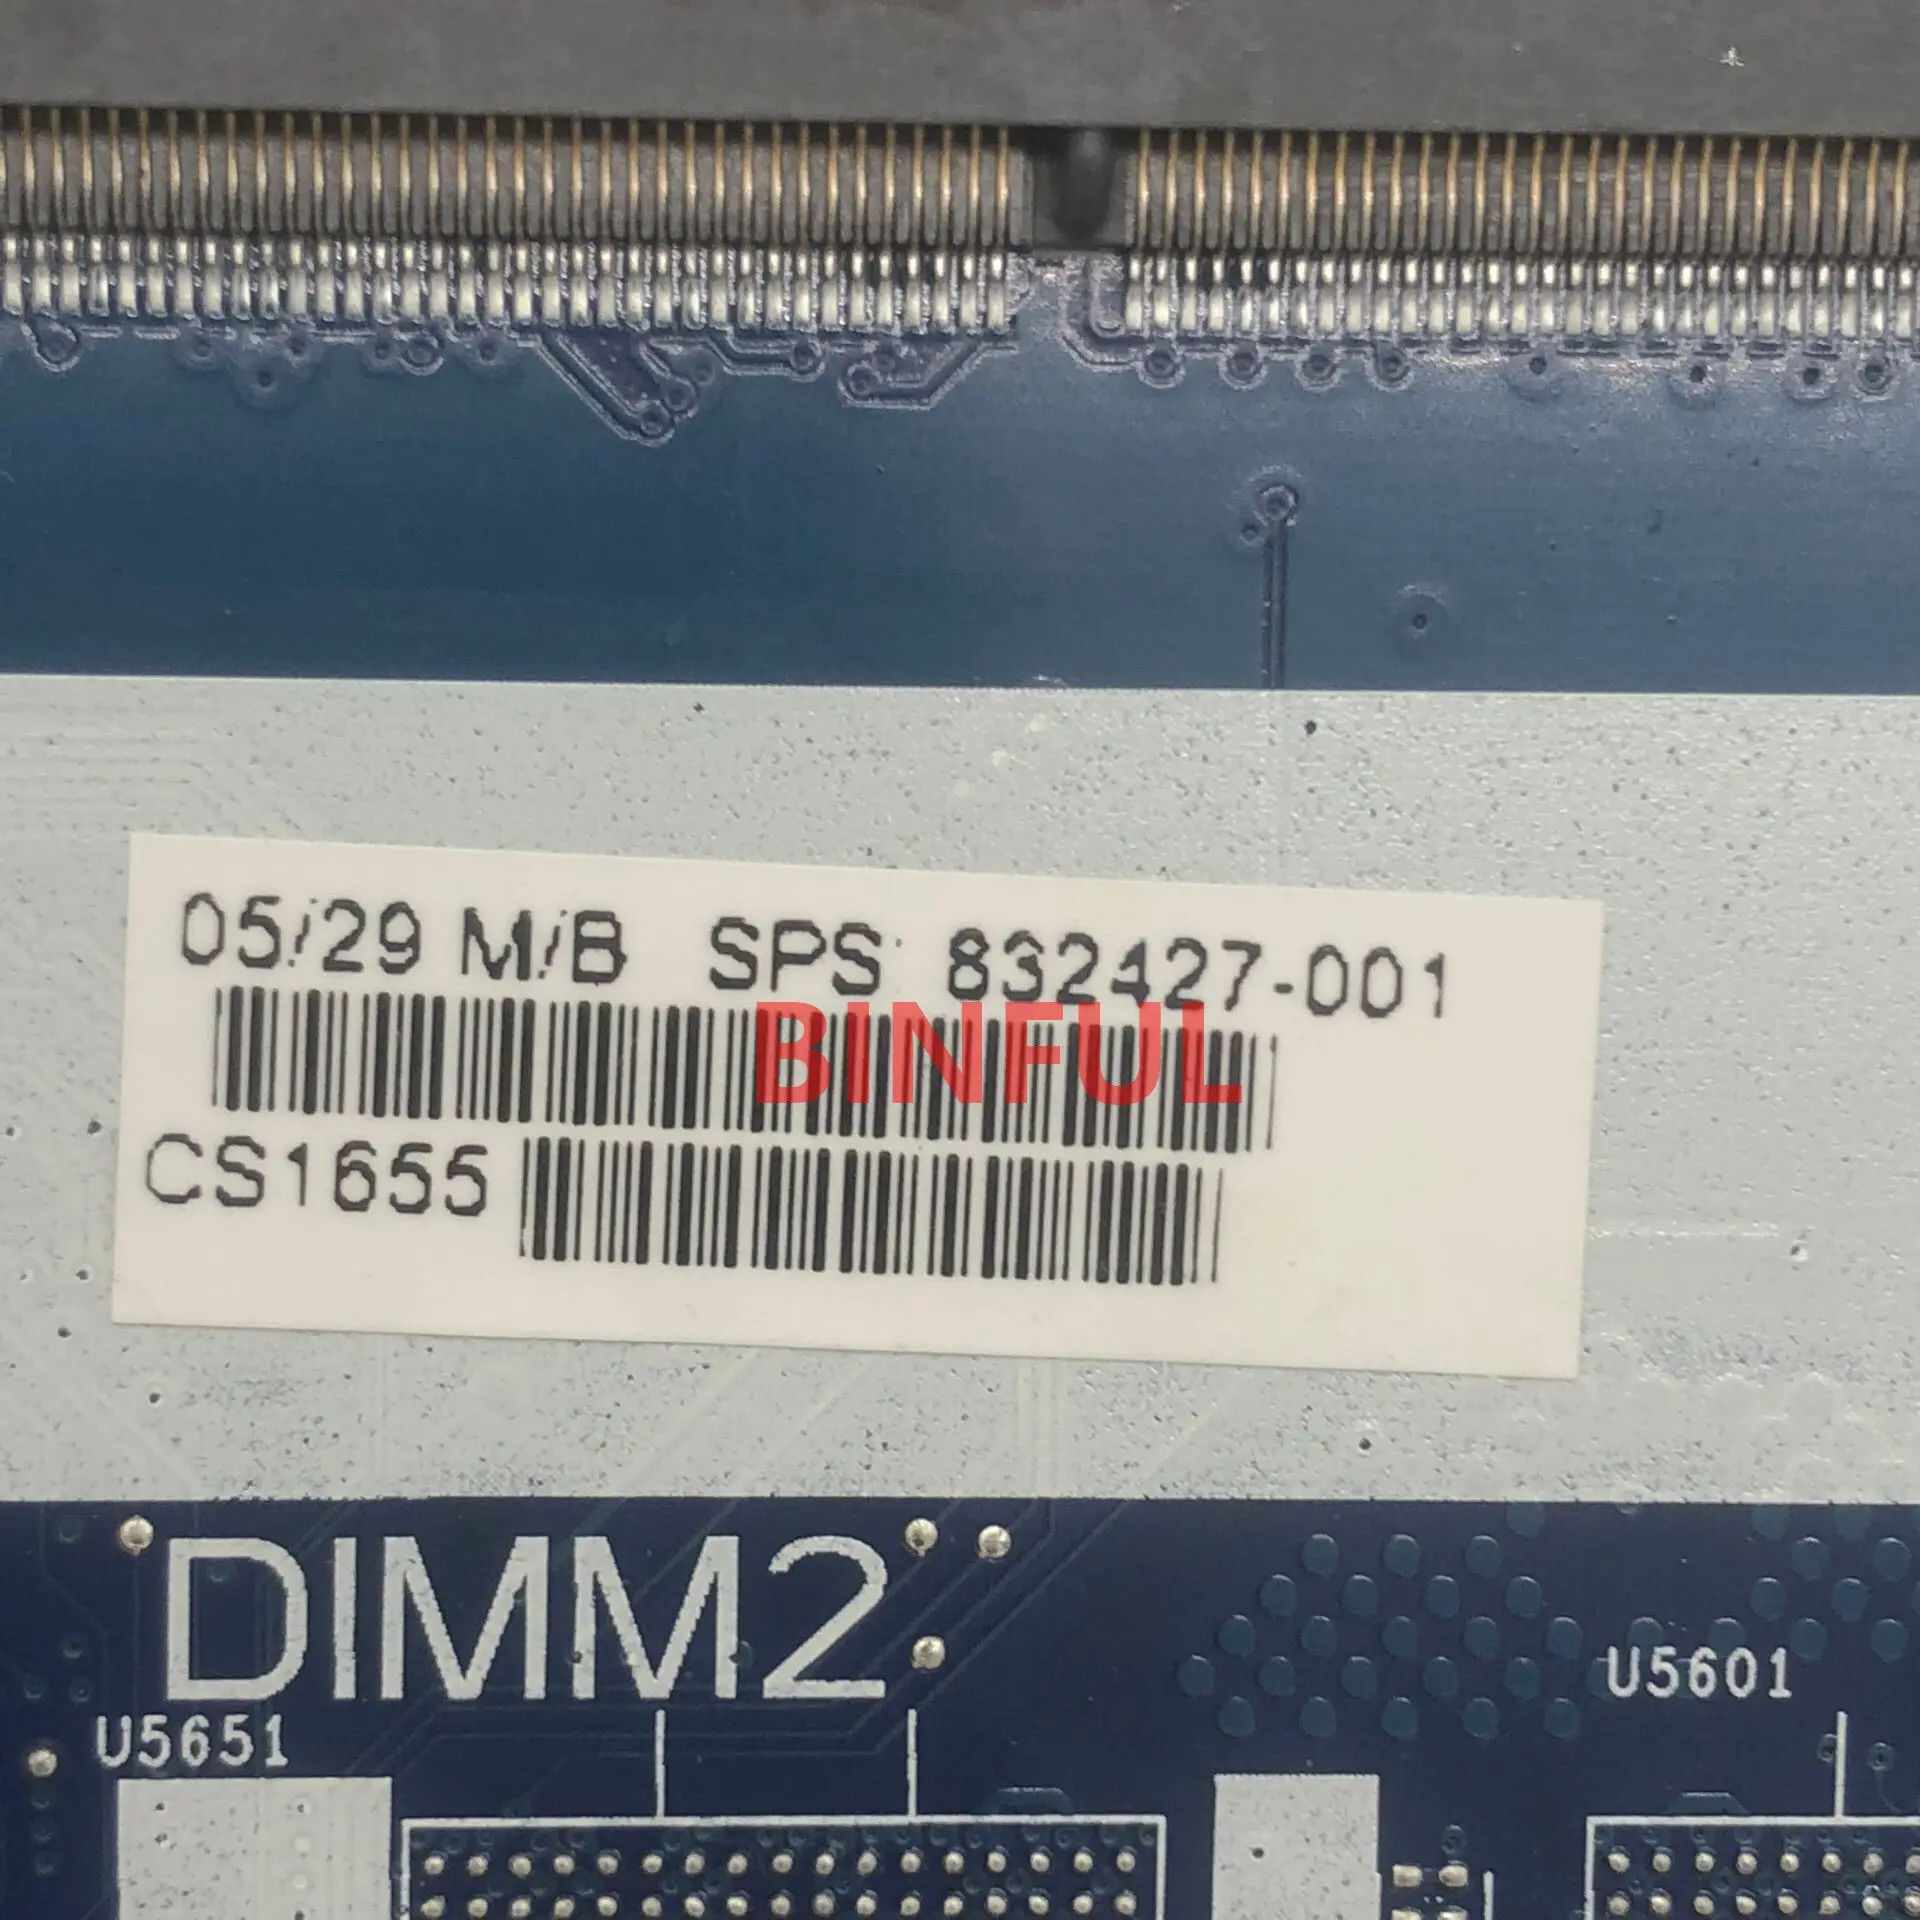 05/29 M/B SPS: 832427-001
BINFUL
CS1655
DIMM2
U5601
U5651